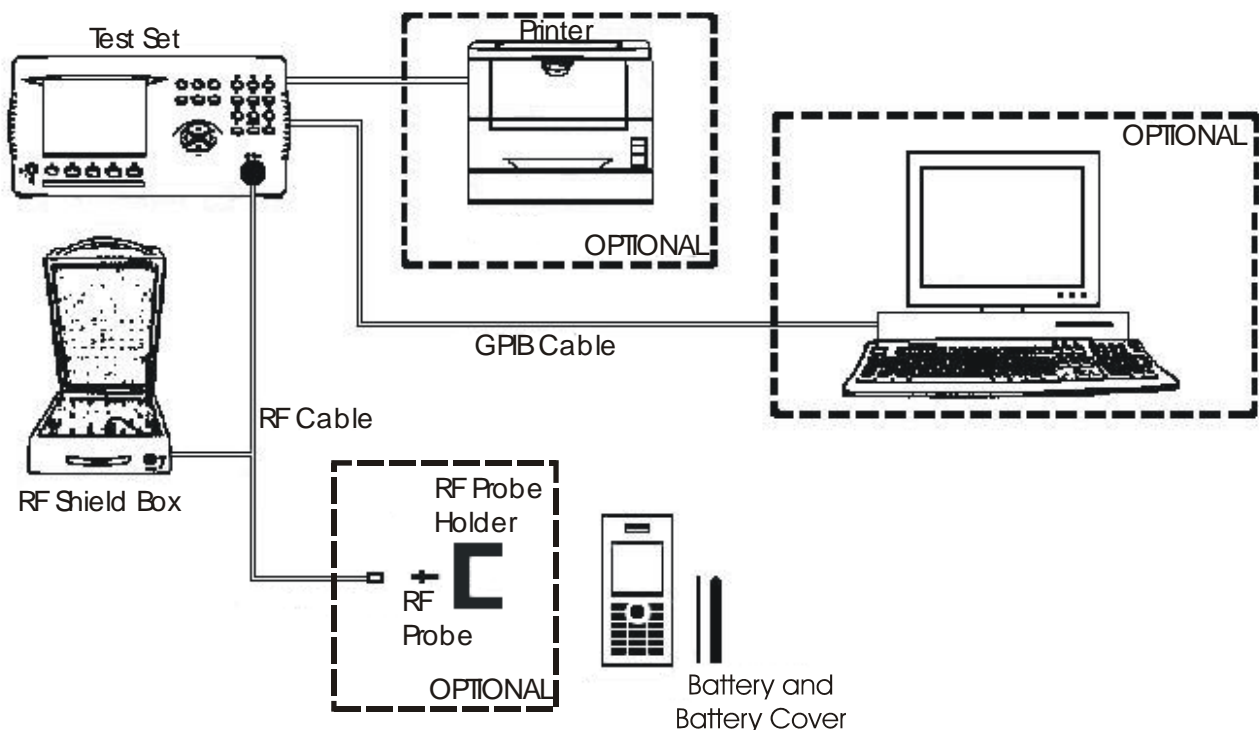 Test Set
Printer
OPTIONAL
OPTIONAL
GPIB Cable
RF Cable
RF Shield Box
RF Probe
Holder
RF
Probe
OPTIONAL
Battery and
Battery Cover